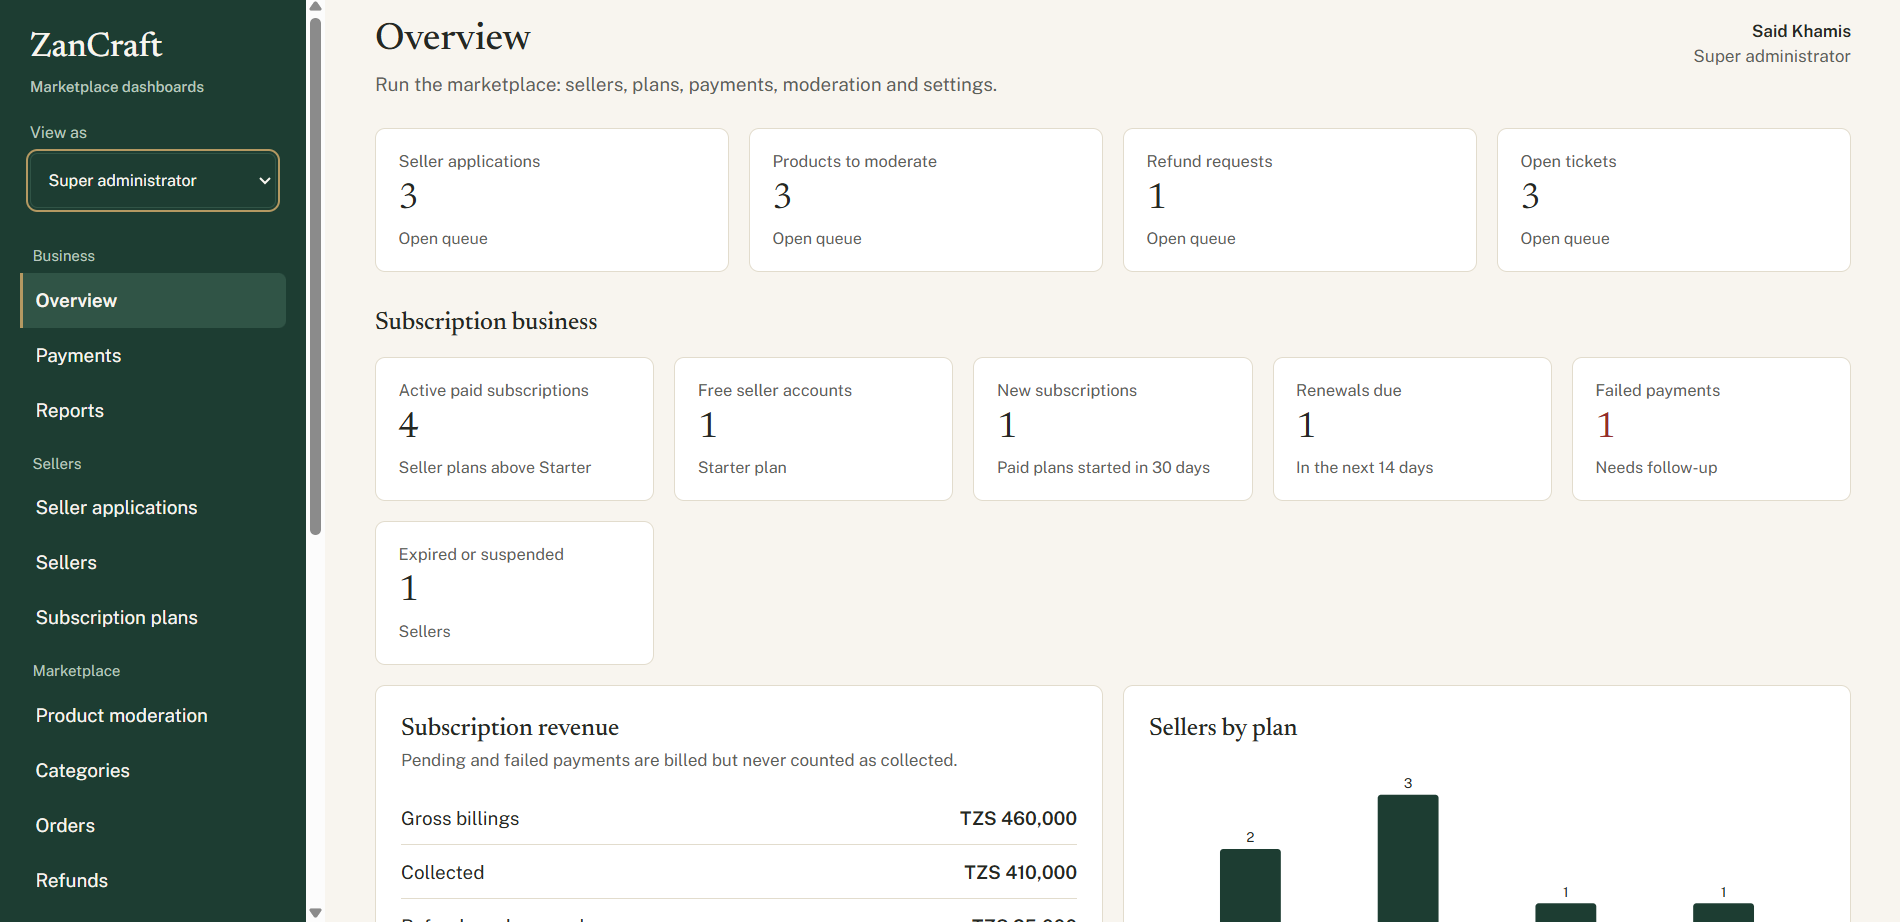 ZanCraft
Marketplace dashboards
View as
Super administrator
Business
Overview
Payments
Reports
Sellers
Seller applications
Sellers
Subscription plans
Marketplace
Product moderation
Categories
Orders
Refunds
Overview
Run the marketplace: sellers, plans, payments, moderation and settings.
Said Khamis
Super administrator
Seller applications
3
Open queue
Products to moderate
3
Open queue
Refund requests
1
Open queue
Open tickets
3
Open queue
Subscription business
Active paid subscriptions
4
Seller plans above Starter
Free seller accounts
1
Starter plan
New subscriptions
1
Paid plans started in 30 days
Renewals due
1
In the next 14 days
Failed payments
1
Needs follow-up
Expired or suspended
1
Sellers
Subscription revenue
Pending and failed payments are billed but never counted as collected.
Gross billings TZS 460,000
Collected TZS 410,000
Sellers by plan
2
3
1
1